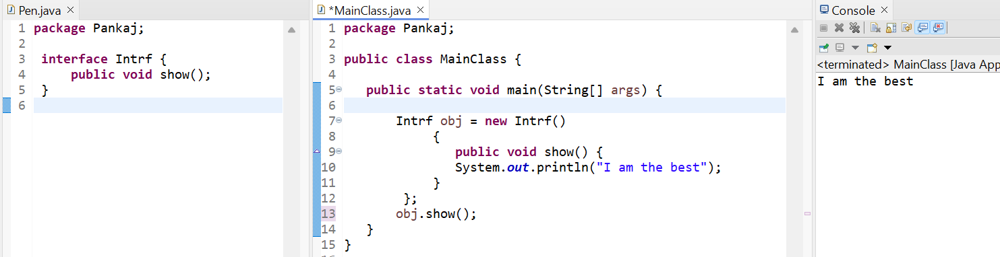 Pen.java
1 package Pankaj;
2
3 interface Intrf {
4 public void show();
5 }
6
*MainClass.java
1 package Pankaj;
2
3 public class MainClass {
4
5 public static void main(String[] args) {
6
7 Intrf obj = new Intrf()
8 {
9 public void show() {
10 System.out.println("I am the best");
11 }
12 };
13 obj.show();
14 }
15 }
Console
<terminated> MainClass [Java App
I am the best